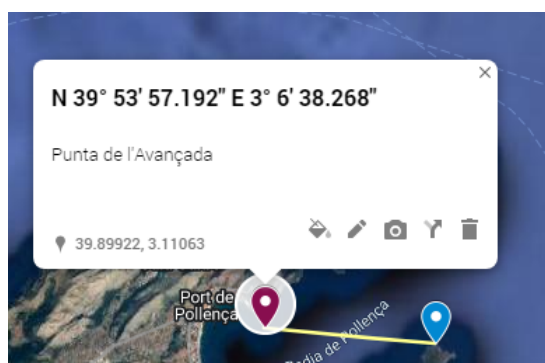 N 39° 53' 57.192" E 3° 6' 38.268"
Punta de l'Avançada
39.89922, 3.11063
Port de
Pollença
Badia de Pollença